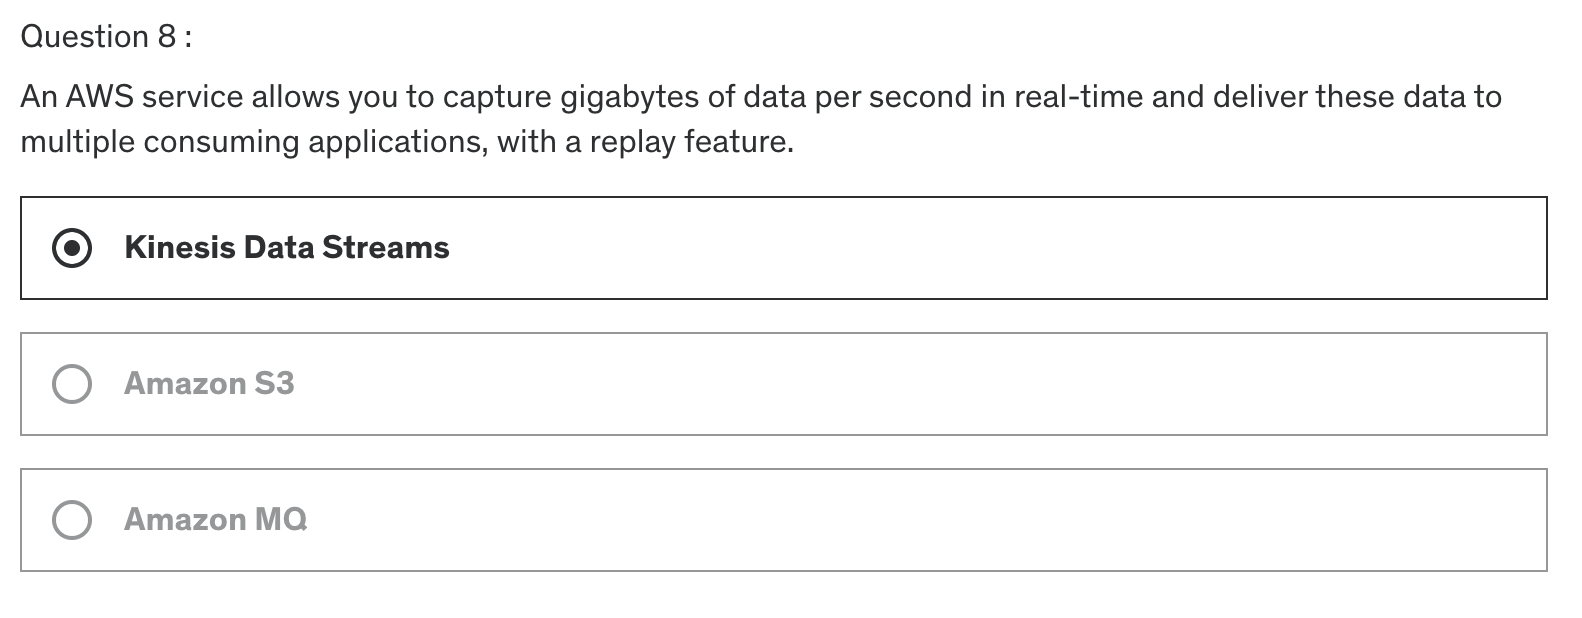 Question 8 :
An AWS service allows you to capture gigabytes of data per second in real-time and deliver these data to
multiple consuming applications, with a replay feature.
Kinesis Data Streams
Amazon S3
Amazon MQ